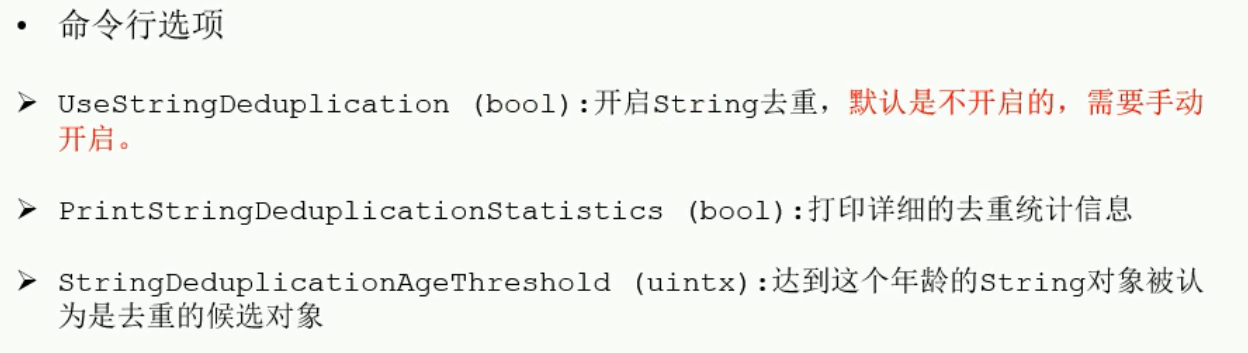 • 命令行选项
➢ UseStringDeduplication (bool):开启String去重，默认是不开启的，需要手动
开启。
➢ PrintStringDeduplicationStatistics (bool):打印详细的去重统计信息
➢ StringDeduplicationAgeThreshold (uintx):达到这个年龄的String对象被认
为是去重的候选对象